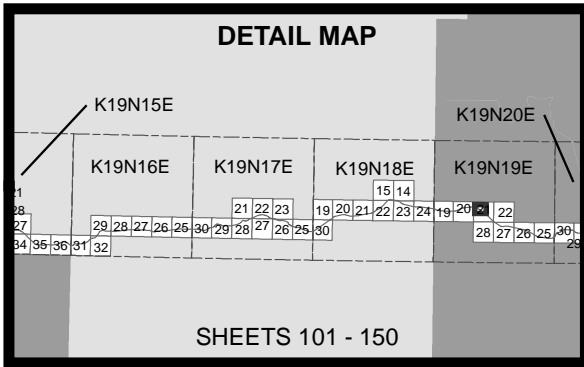 DETAIL MAP
K19N15E
K19N20E
K19N16E
K19N17E
K19N18E
K19N19E
15 14
21
28
27
34 35 36 31 32
29 28 27 26 25 30 29 28 27 26 25 30
21 22 23
19 20 21 22 23 24 19 20 21 22
28 27 26 25 30
29
SHEETS 101 - 150